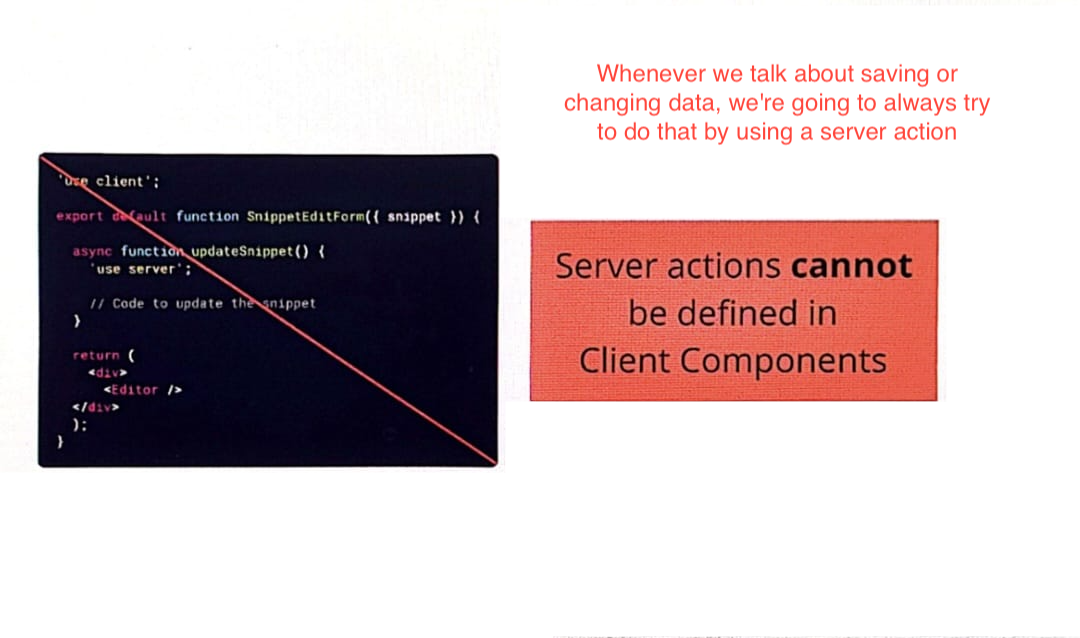 Whenever we talk about saving or
changing data, we're going to always try
to do that by using a server action
'use client';
export default function SnippetEditForm({ snippet }) {
async function updateSnippet() {
'use server';
// Code to update the snippet
}
return (
<div>
<Editor />
</div>
);
}
Server actions cannot
be defined in
Client Components